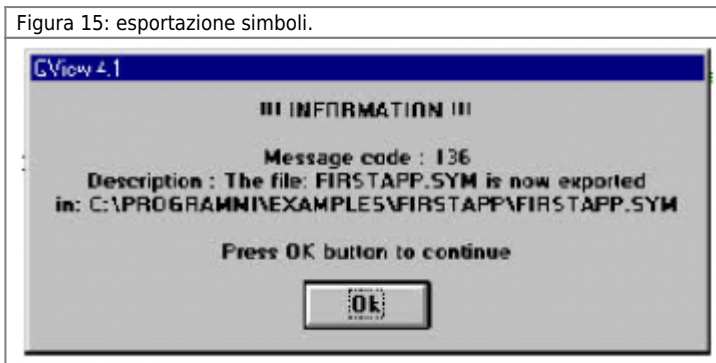 Figura 15: esportazione simboli.
GView 4.1
!!! INFORMATION !!!
Message code : 136
Description : The file: FIRSTAPP.SYM is now exported
in: C:\PROGRAMMI\EXAMPLES\FIRSTAPP\FIRSTAPP.SYM
Press OK button to continue
Ok